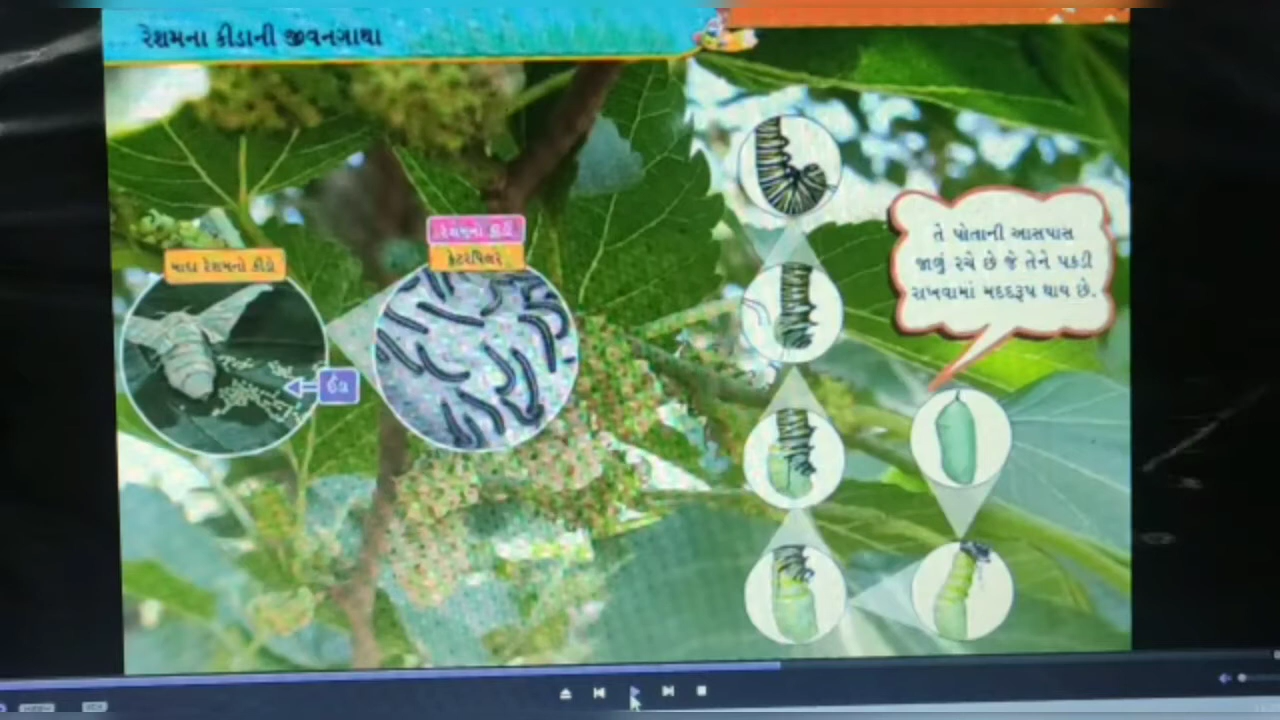 રેશમના કીડાની જીવનગાથા
રેશમનો કીડો
કેટરપિલર
માદા રેશમનો કીડો
ઈંડા
તે પોતાની આસપાસ
જાળું રચે છે જે તેને પકડી
રાખવામાં મદદરૂપ થાય છે.